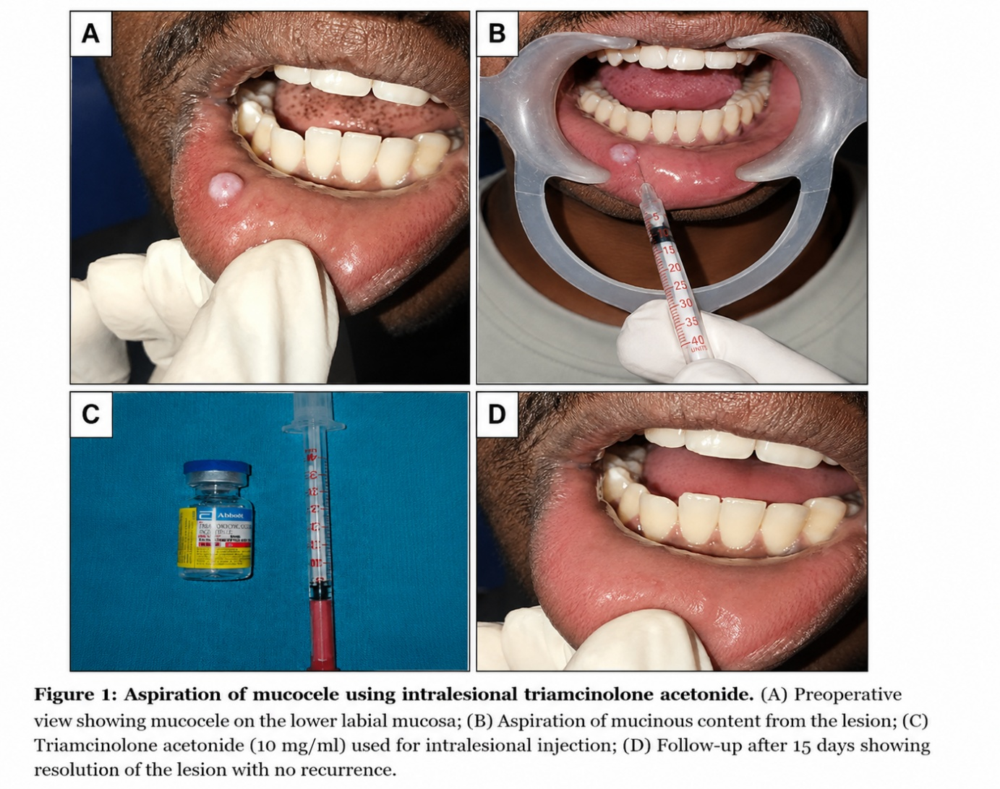 A
B
5
10
15
20
25
30
35
40
UNITS
C
Abbott
D
Figure 1: Aspiration of mucocele using intralesional triamcinolone acetonide. (A) Preoperative
view showing mucocele on the lower labial mucosa; (B) Aspiration of mucinous content from the lesion; (C)
Triamcinolone acetonide (10 mg/ml) used for intralesional injection; (D) Follow-up after 15 days showing
resolution of the lesion with no recurrence.